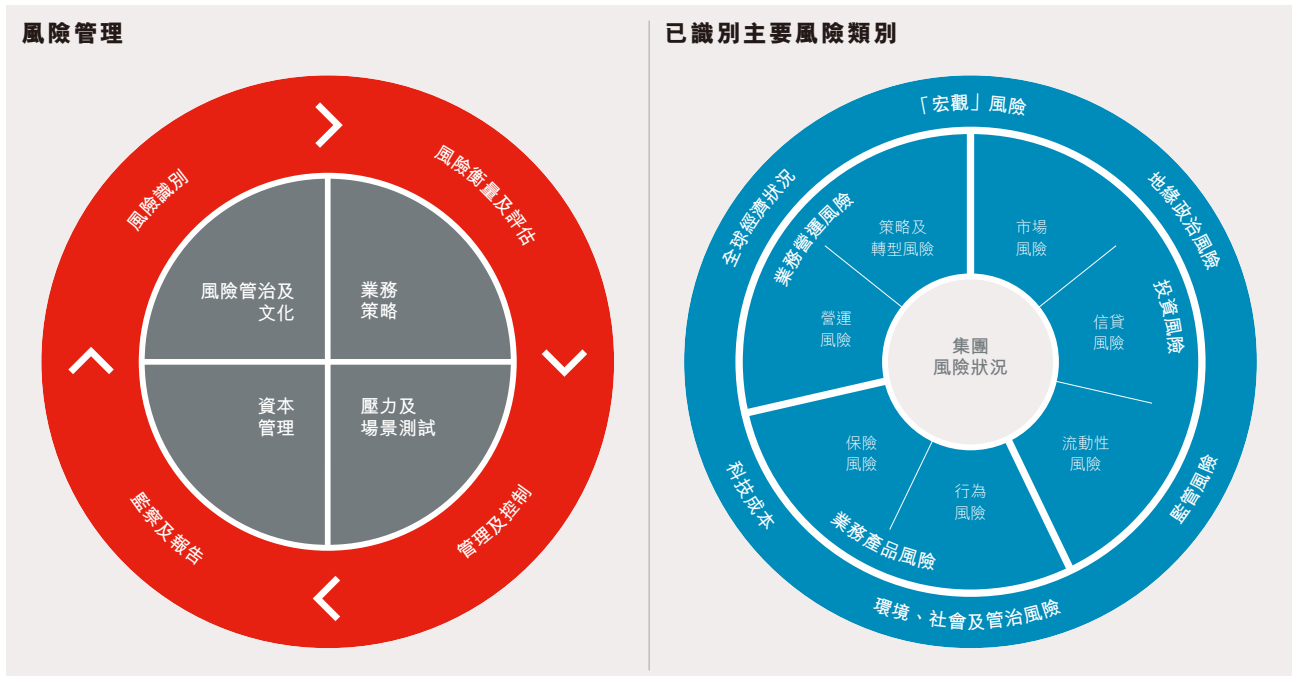 風險管理
風險識別
風險衡量及評估
管理及控制
監察及報告
風險管治及
文化
業務
策略
資本
管理
壓力及
場景測試
已識別主要風險類別
「宏觀」風險
地緣政治風險
監管風險
環境、社會及管治風險
科技成本
全球經濟狀況
業務營運風險
策略及
轉型風險
營運
風險
投資風險
市場
風險
信貸
風險
流動性
風險
業務產品風險
保險
風險
行為
風險
集團
風險狀況